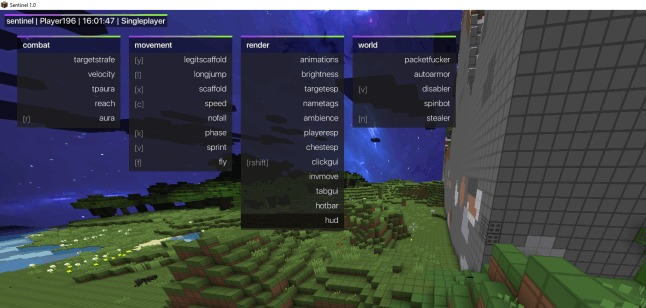 Sentinel 1.0
sentinel | Player196 | 16:01:47 | Singleplayer
combat
targetstrafe
velocity
tpaura
reach
[r] aura
movement
[y] legitscaffold
[l] longjump
[x] scaffold
[c] speed
nofall
[k] phase
[v] sprint
[f] fly
render
animations
brightness
targetesp
nametags
ambience
playeresp
chestesp
[rshift] clickgui
invmove
tabgui
hotbar
hud
world
packetfucker
autoarmor
[v] disabler
spinbot
[n] stealer